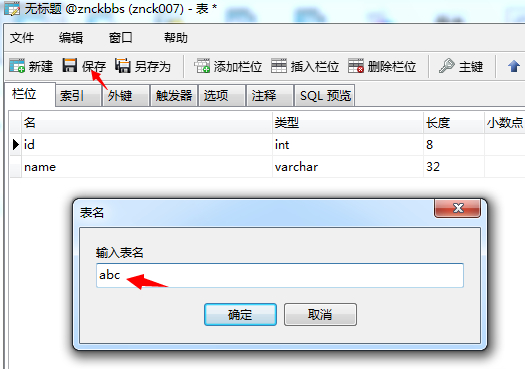 无标题 @znckbbs (znck007) - 表 *
文件 编辑 窗口 帮助
新建 保存 另存为 添加栏位 插入栏位 删除栏位 主键
栏位 索引 外键 触发器 选项 注释 SQL 预览
名 类型 长度 小数点
id int 8
name varchar 32
表名
输入表名
abc
确定 取消